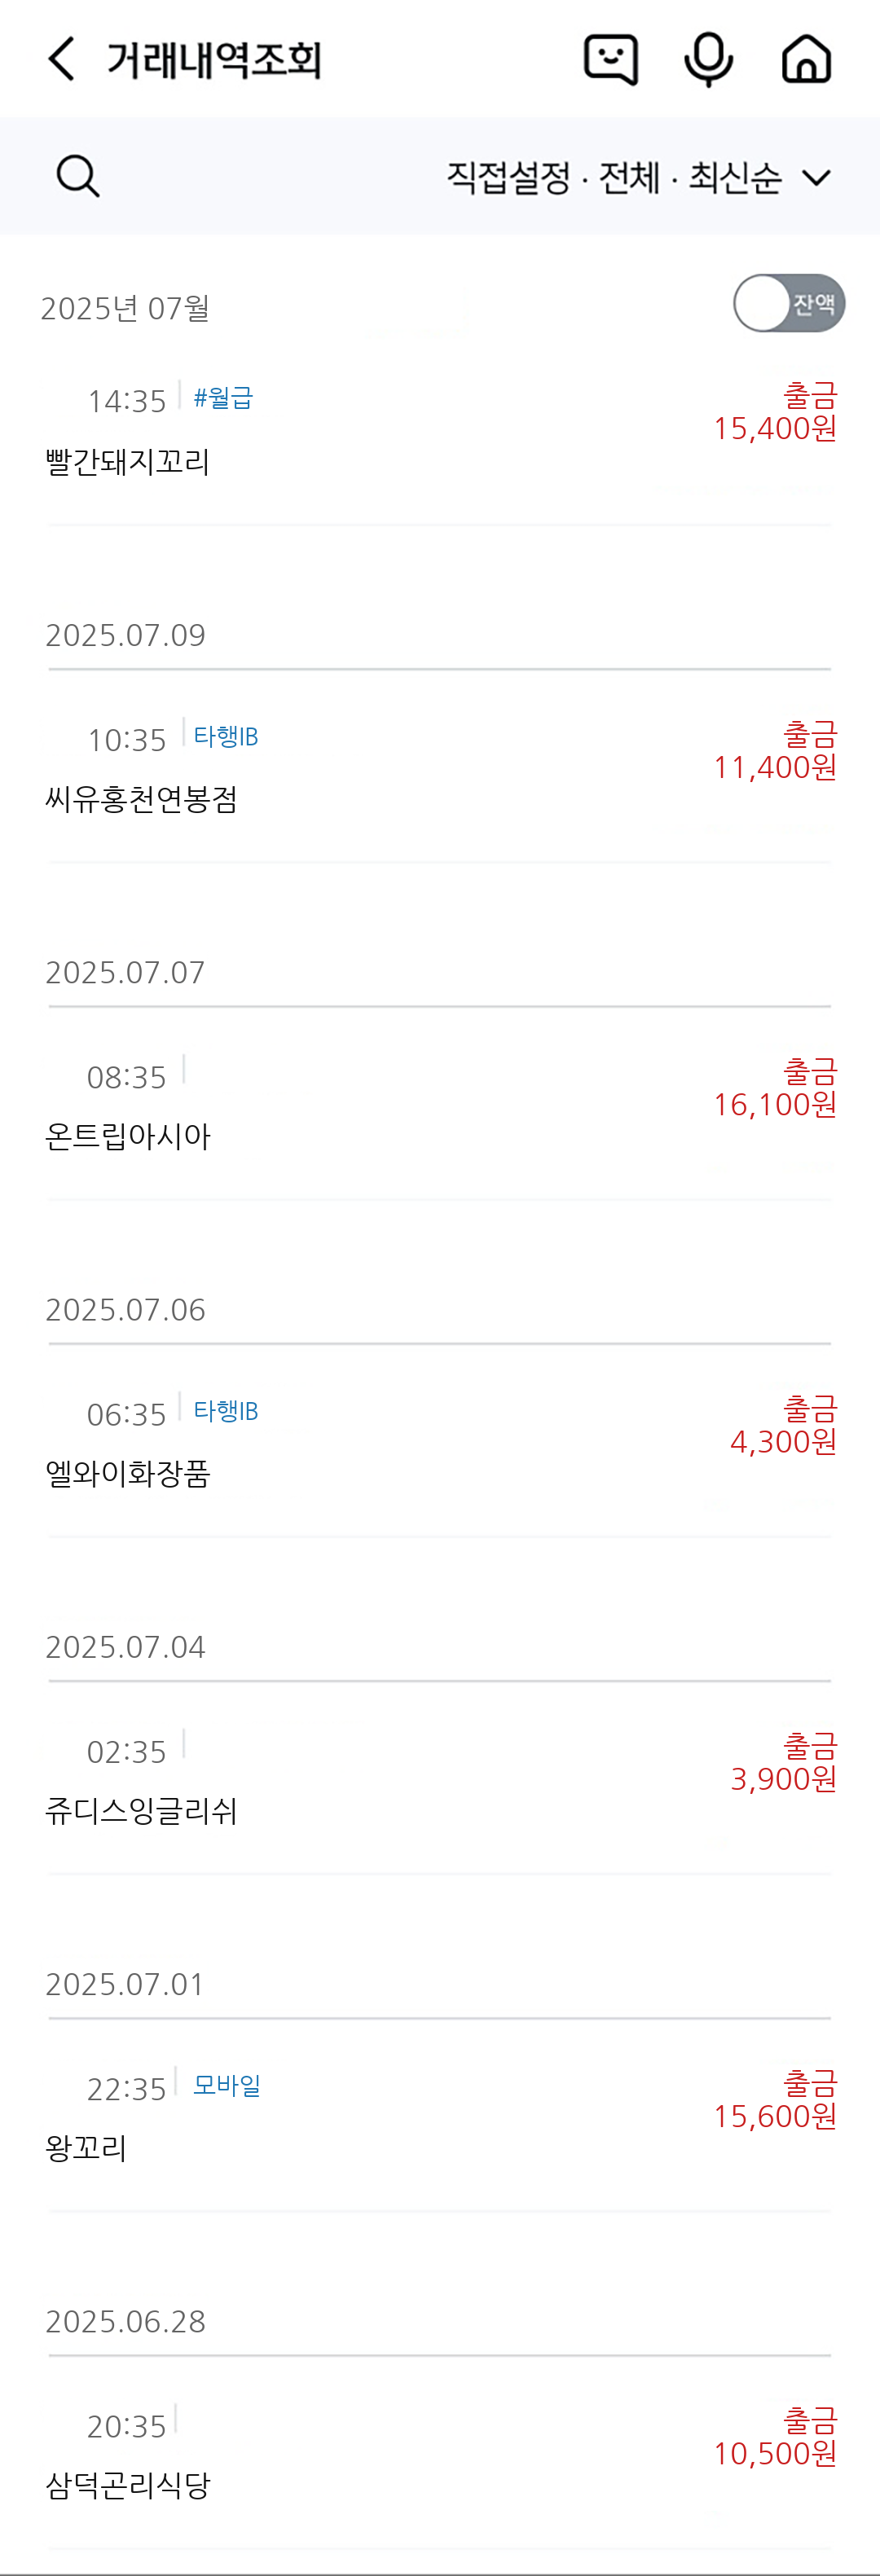 거래내역조회
직접설정 · 전체 · 최신순
2025년 07월 잔액
14:35 #월급 출금
15,400원
빨간돼지꼬리
2025.07.09
10:35 타행IB 출금
11,400원
씨유홍천연봉점
2025.07.07
08:35 출금
16,100원
온트립아시아
2025.07.06
06:35 타행IB 출금
4,300원
엘와이화장품
2025.07.04
02:35 출금
3,900원
쥬디스잉글리쉬
2025.07.01
22:35 모바일 출금
15,600원
왕꼬리
2025.06.28
20:35 출금
10,500원
삼덕곤리식당